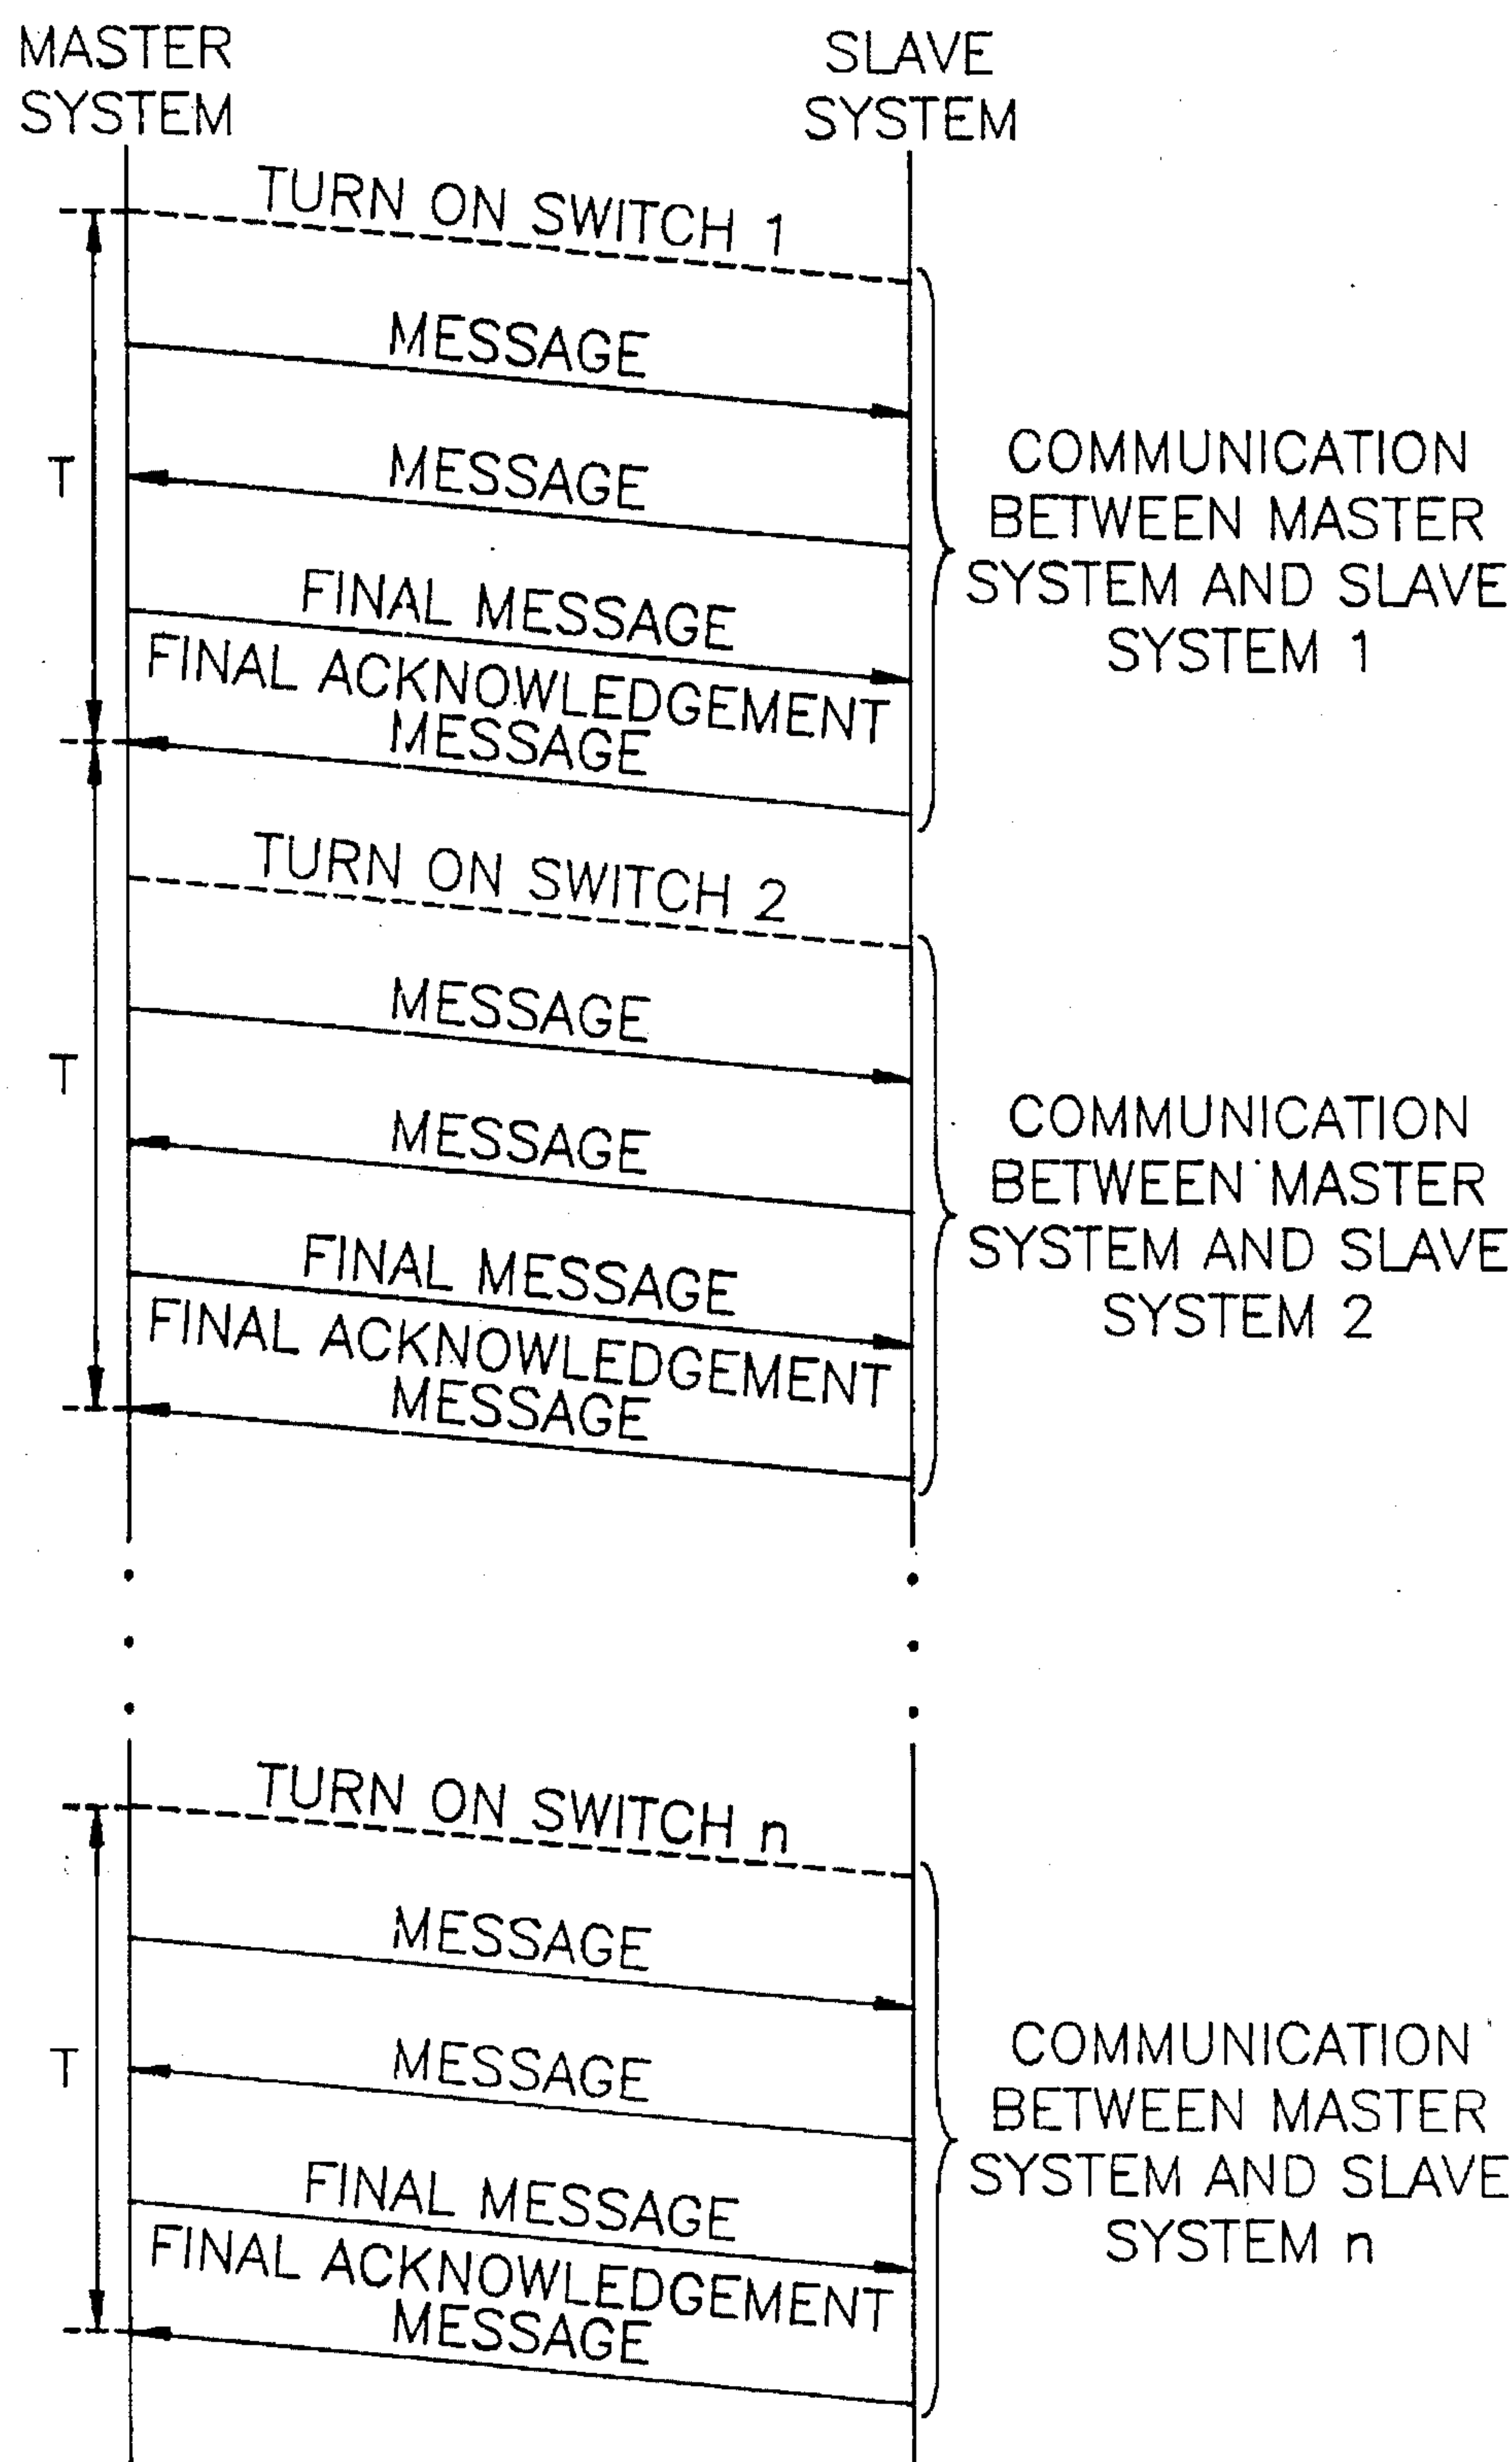 MASTER
SYSTEM
SLAVE
SYSTEM
TURN ON SWITCH 1
MESSAGE
T
MESSAGE
COMMUNICATION
BETWEEN MASTER
SYSTEM AND SLAVE
SYSTEM 1
FINAL MESSAGE
FINAL ACKNOWLEDGEMENT
MESSAGE
TURN ON SWITCH 2
MESSAGE
T
MESSAGE
COMMUNICATION
BETWEEN MASTER
SYSTEM AND SLAVE
SYSTEM 2
FINAL MESSAGE
FINAL ACKNOWLEDGEMENT
MESSAGE
TURN ON SWITCH n
MESSAGE
T
MESSAGE
COMMUNICATION
BETWEEN MASTER
SYSTEM AND SLAVE
SYSTEM n
FINAL MESSAGE
FINAL ACKNOWLEDGEMENT
MESSAGE